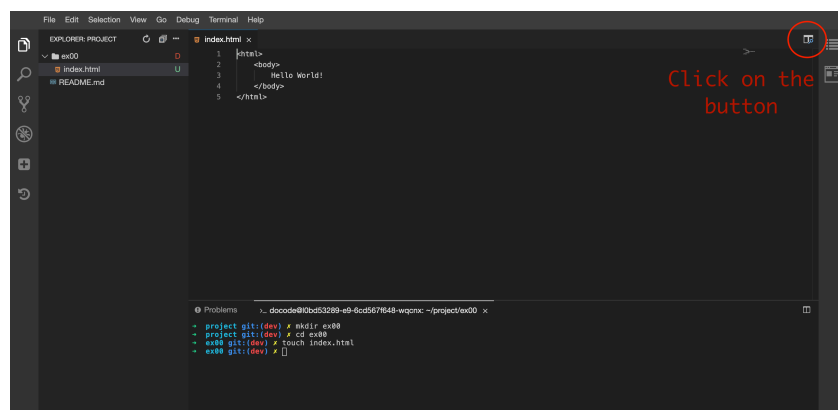 File Edit Selection View Go Debug Terminal Help
EXPLORER: PROJECT
ex00 D
index.html U
README.md
index.html ×
1 <html>
2 <body>
3 Hello World!
4 </body>
5 </html>
>-
Click on the
button
Problems >_ docode@l0bd53289-e9-6cd567f648-wqcnx: ~/project/ex00 ×
→ project git:(dev) ✗ mkdir ex00
→ project git:(dev) ✗ cd ex00
→ ex00 git:(dev) ✗ touch index.html
→ ex00 git:(dev) ✗